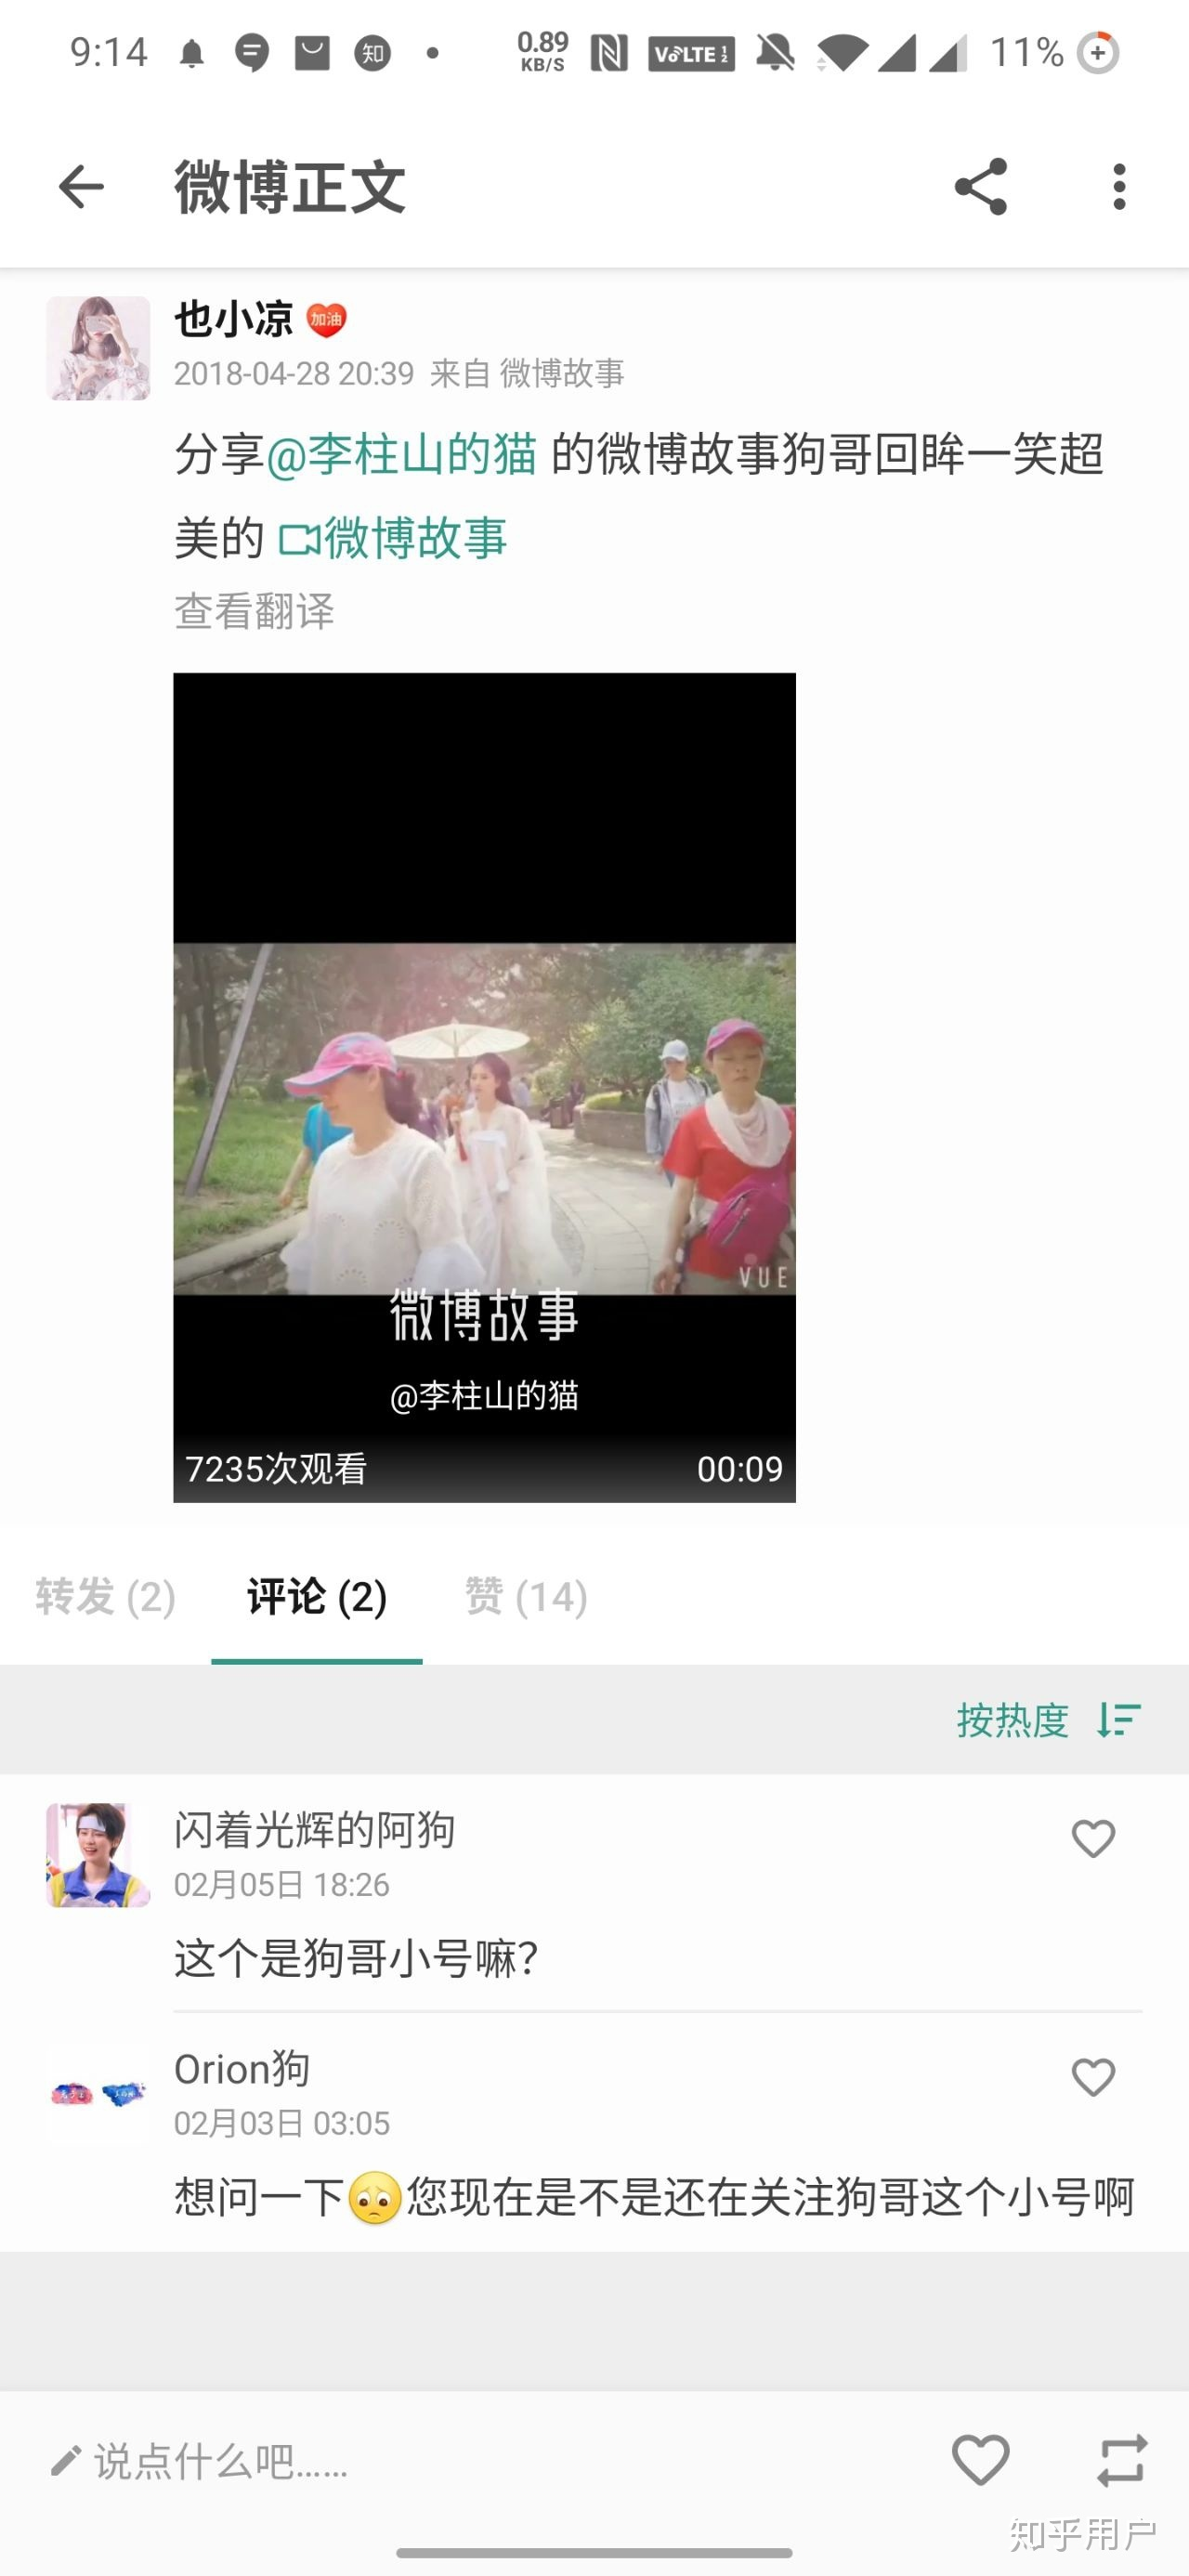 9:14 知 0.89 KB/S VoLTE 1 2 11%
微博正文
也小凉 加油
2018-04-28 20:39 来自 微博故事
分享@李柱山的猫 的微博故事狗哥回眸一笑超
美的 微博故事
查看翻译
VUE
微博故事
@李柱山的猫
7235次观看 00:09
转发 (2) 评论 (2) 赞 (14)
按热度
闪着光辉的阿狗
02月05日 18:26
这个是狗哥小号嘛?
Orion狗
02月03日 03:05
想问一下🥺您现在是不是还在关注狗哥这个小号啊
说点什么吧......
知乎用户